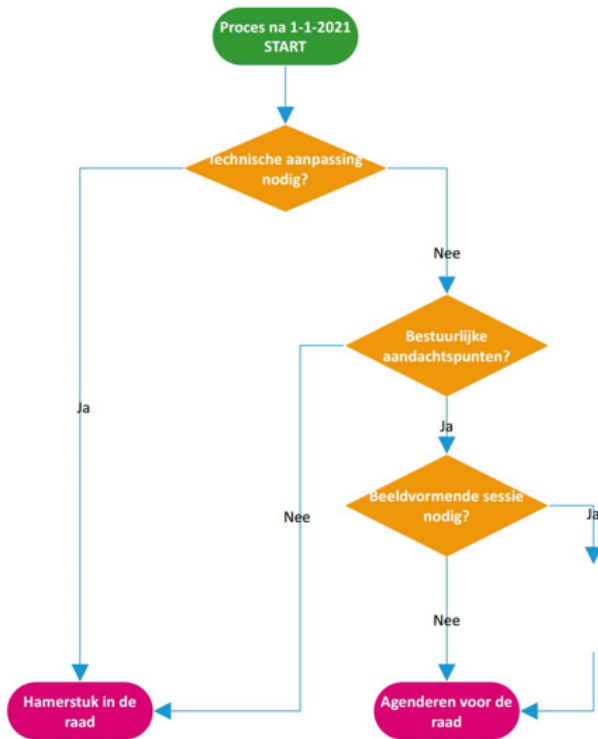 Proces na 1-1-2021
START
Technische aanpassing
nodig?
Nee
Bestuurlijke
aandachtspunten?
Ja
Ja
Beeldvormende sessie
nodig?
Nee
Ja
Nee
Hamerstuk in de
raad
Agenderen voor de
raad